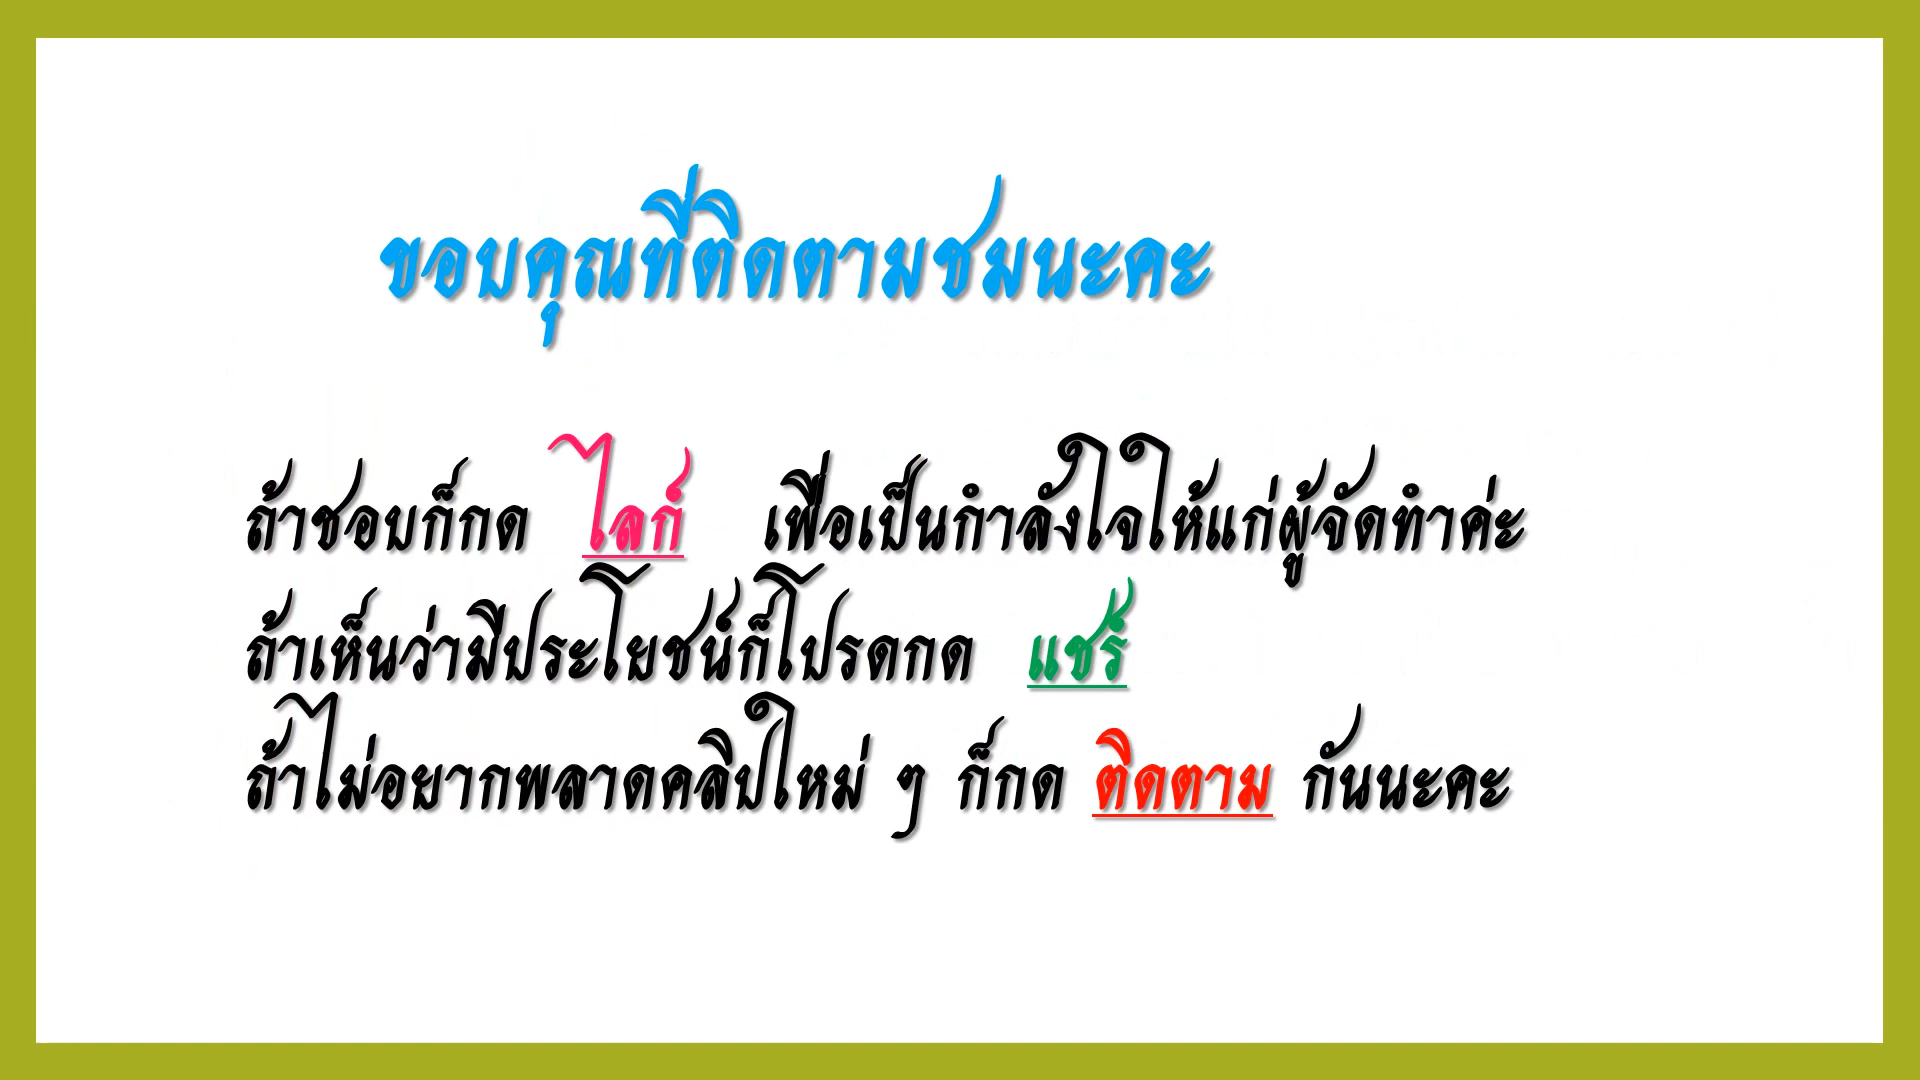 ขอบคุณที่ติดตามชมนะคะ
ถ้าชอบก็กด ไลก์ เพื่อเป็นกำลังใจให้แก่ผู้จัดทำค่ะ
ถ้าเห็นว่ามีประโยชน์ก็โปรดกด แชร์
ถ้าไม่อยากพลาดคลิปใหม่ ๆ ก็กด ติดตาม กันนะคะ